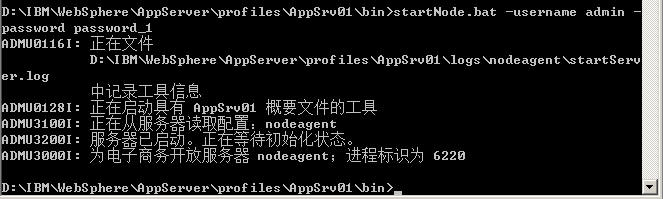 D:\IBM\WebSphere\AppServer\profiles\AppSrv01\bin>startNode.bat -username admin -
password password_1
ADMU0116I: 正在文件
D:\IBM\WebSphere\AppServer\profiles\AppSrv01\logs\nodeagent\startServ
er.log
中记录工具信息
ADMU0128I: 正在启动具有 AppSrv01 概要文件的工具
ADMU3100I: 正在从服务器读取配置：nodeagent
ADMU3200I: 服务器已启动。正在等待初始化状态。
ADMU3000I: 为电子商务开放服务器 nodeagent；进程标识为 6220
D:\IBM\WebSphere\AppServer\profiles\AppSrv01\bin>